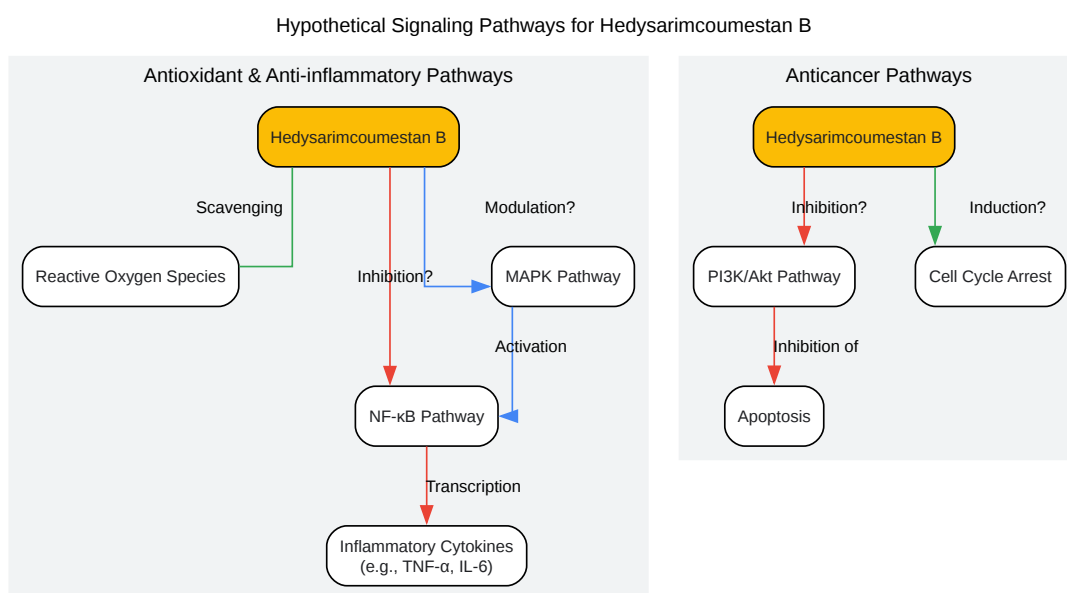 Hypothetical Signaling Pathways for Hedysarimcoumestan B
Antioxidant & Anti-inflammatory Pathways
Hedysarimcoumestan B
Scavenging
Modulation?
Reactive Oxygen Species
Inhibition?
MAPK Pathway
Activation
NF-κB Pathway
Transcription
Inflammatory Cytokines
(e.g., TNF-α, IL-6)
Anticancer Pathways
Hedysarimcoumestan B
Inhibition?
Induction?
PI3K/Akt Pathway
Cell Cycle Arrest
Inhibition of
Apoptosis